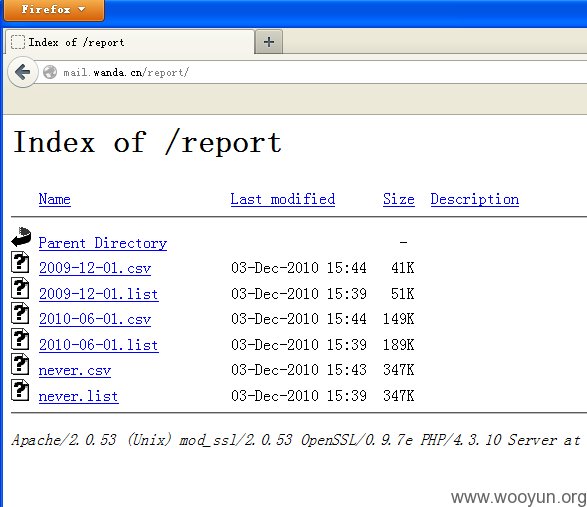 Firefox
Index of /report
mail.wanda.cn/report/
Index of /report
Name Last modified Size Description
Parent Directory -
2009-12-01.csv 03-Dec-2010 15:44 41K
2009-12-01.list 03-Dec-2010 15:39 51K
2010-06-01.csv 03-Dec-2010 15:44 149K
2010-06-01.list 03-Dec-2010 15:39 189K
never.csv 03-Dec-2010 15:43 347K
never.list 03-Dec-2010 15:39 347K
Apache/2.0.53 (Unix) mod_ssl/2.0.53 OpenSSL/0.9.7e PHP/4.3.10 Server at
www.wooyun.org